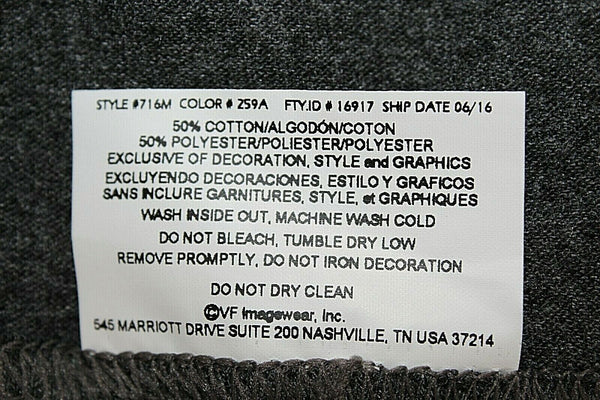 STYLE #716M COLOR # 259A FTY.ID # 16917 SHIP DATE 06/16
50% COTTON/ALGODÓN/COTON
50% POLYESTER/POLIESTER/POLYESTER
EXCLUSIVE OF DECORATION, STYLE and GRAPHICS
EXCLUYENDO DECORACIONES, ESTILO Y GRAFICOS
SANS INCLURE GARNITURES, STYLE, et GRAPHIQUES
WASH INSIDE OUT, MACHINE WASH COLD
DO NOT BLEACH, TUMBLE DRY LOW
REMOVE PROMPTLY, DO NOT IRON DECORATION
DO NOT DRY CLEAN
©VF Imagewear, Inc.
545 MARRIOTT DRIVE SUITE 200 NASHVILLE, TN USA 37214